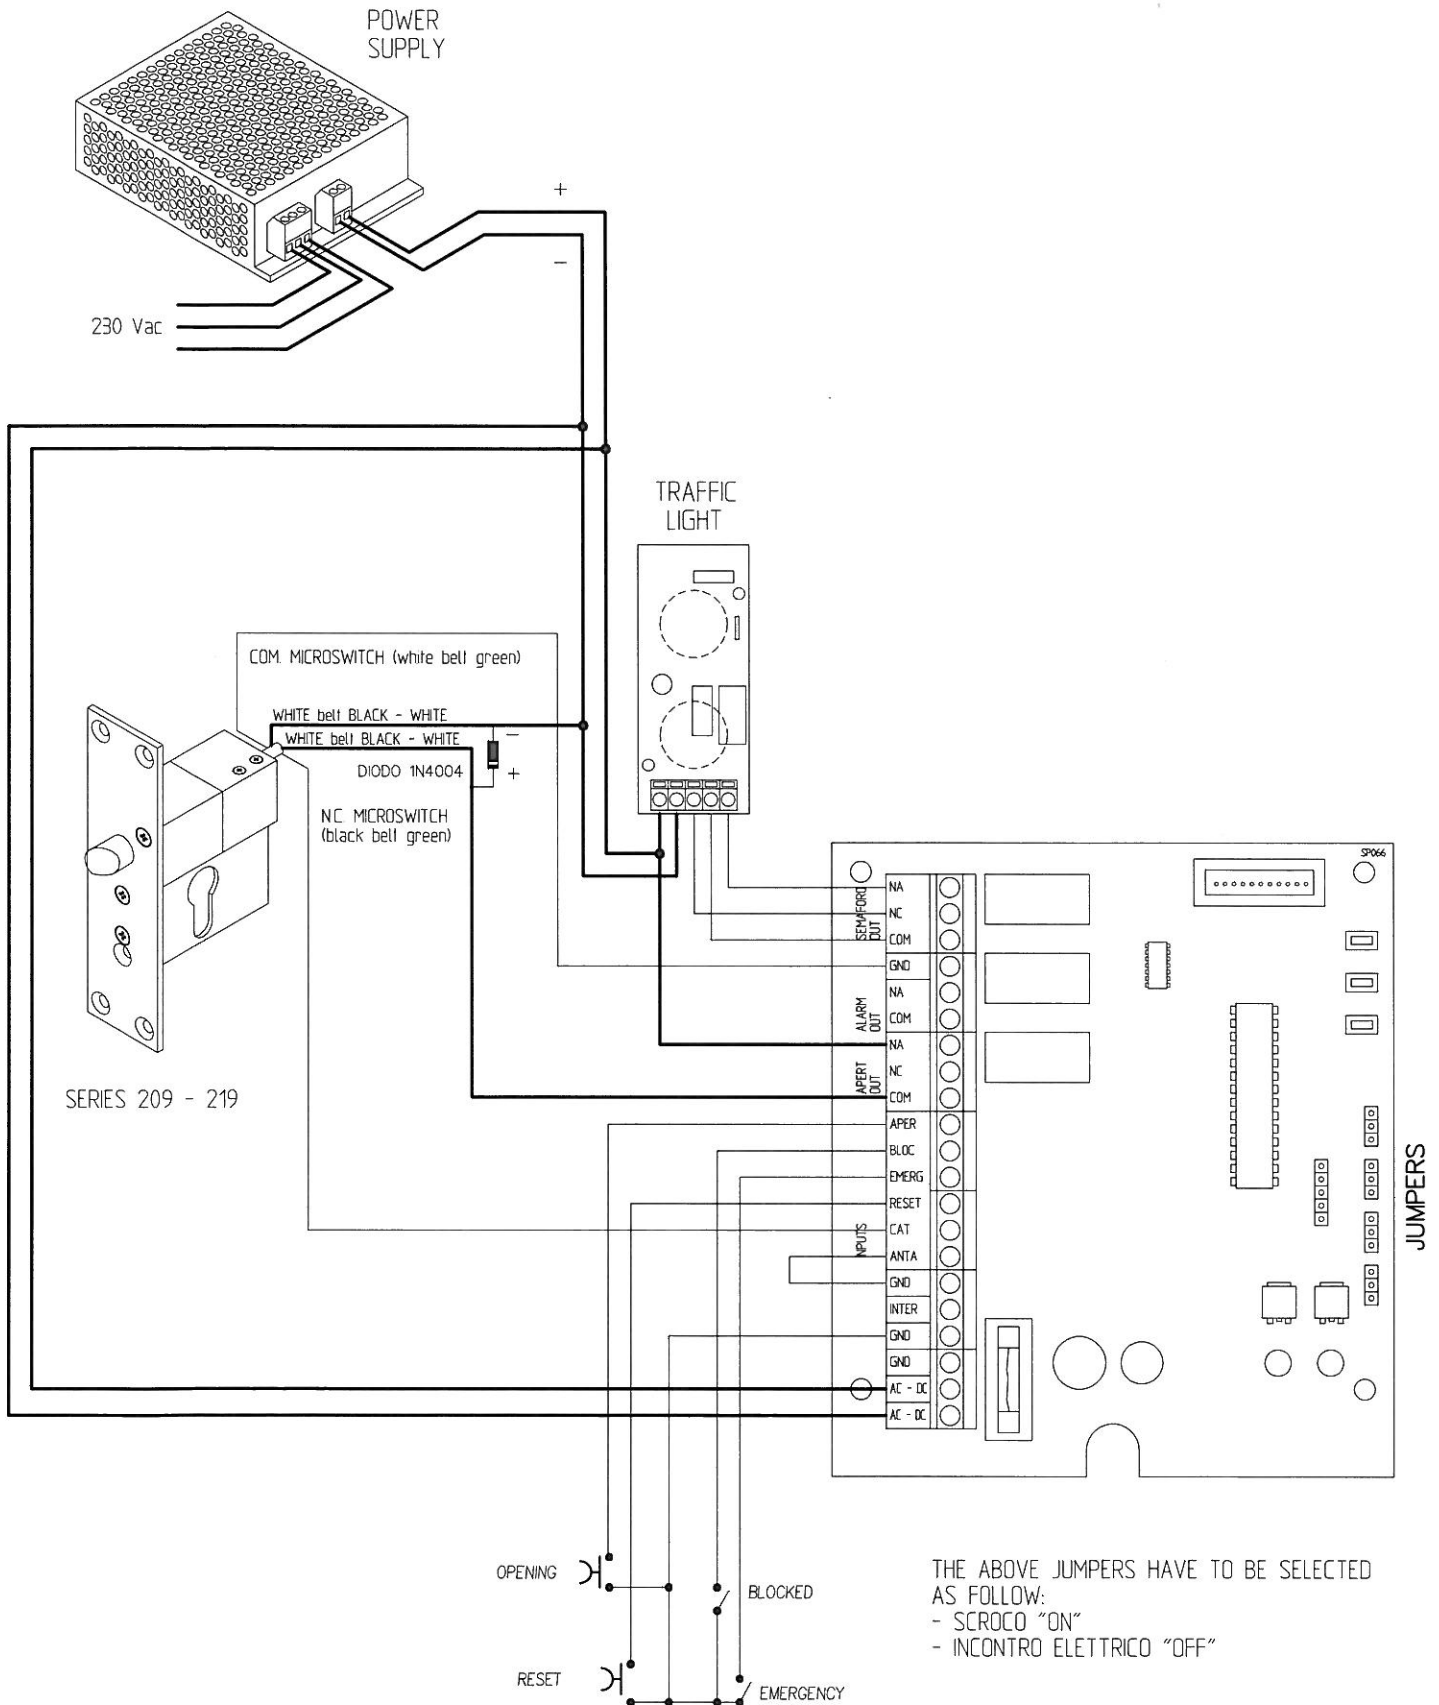 POWER
SUPPLY
+
−
230 Vac
TRAFFIC
LIGHT
COM. MICROSWITCH (white belt green)
WHITE belt BLACK - WHITE
WHITE belt BLACK - WHITE
−
DIODO 1N4004
+
N.C. MICROSWITCH
(black belt green)
SERIES 209 - 219
SP066
SEMAFORO
OUT
NA
NC
COM
GND
ALARM
OUT
NA
COM
APERT
OUT
NA
NC
COM
INPUTS
APER
BLOC
EMERG
RESET
CAT
ANTA
GND
INTER
GND
GND
AC - DC
AC - DC
JUMPERS
OPENING
BLOCKED
RESET
EMERGENCY
THE ABOVE JUMPERS HAVE TO BE SELECTED
AS FOLLOW:
- SCROCO "ON"
- INCONTRO ELETTRICO "OFF"